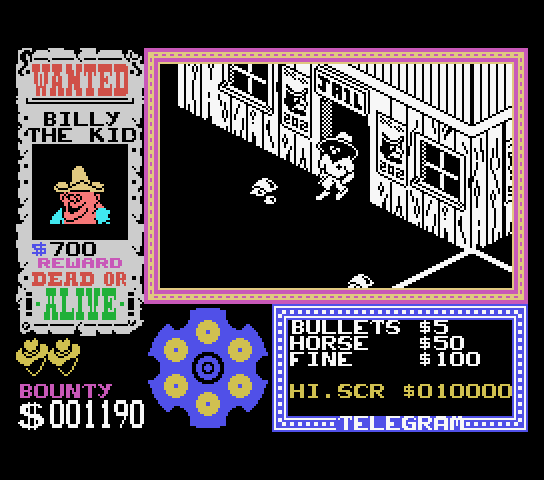 WANTED
BILLY
THE KID
$700
REWARD
DEAD OR
·ALIVE·
JAIL
BOUNTY
$001190
BULLETS $5
HORSE $50
FINE $100
HI.SCR $010000
TELEGRAM